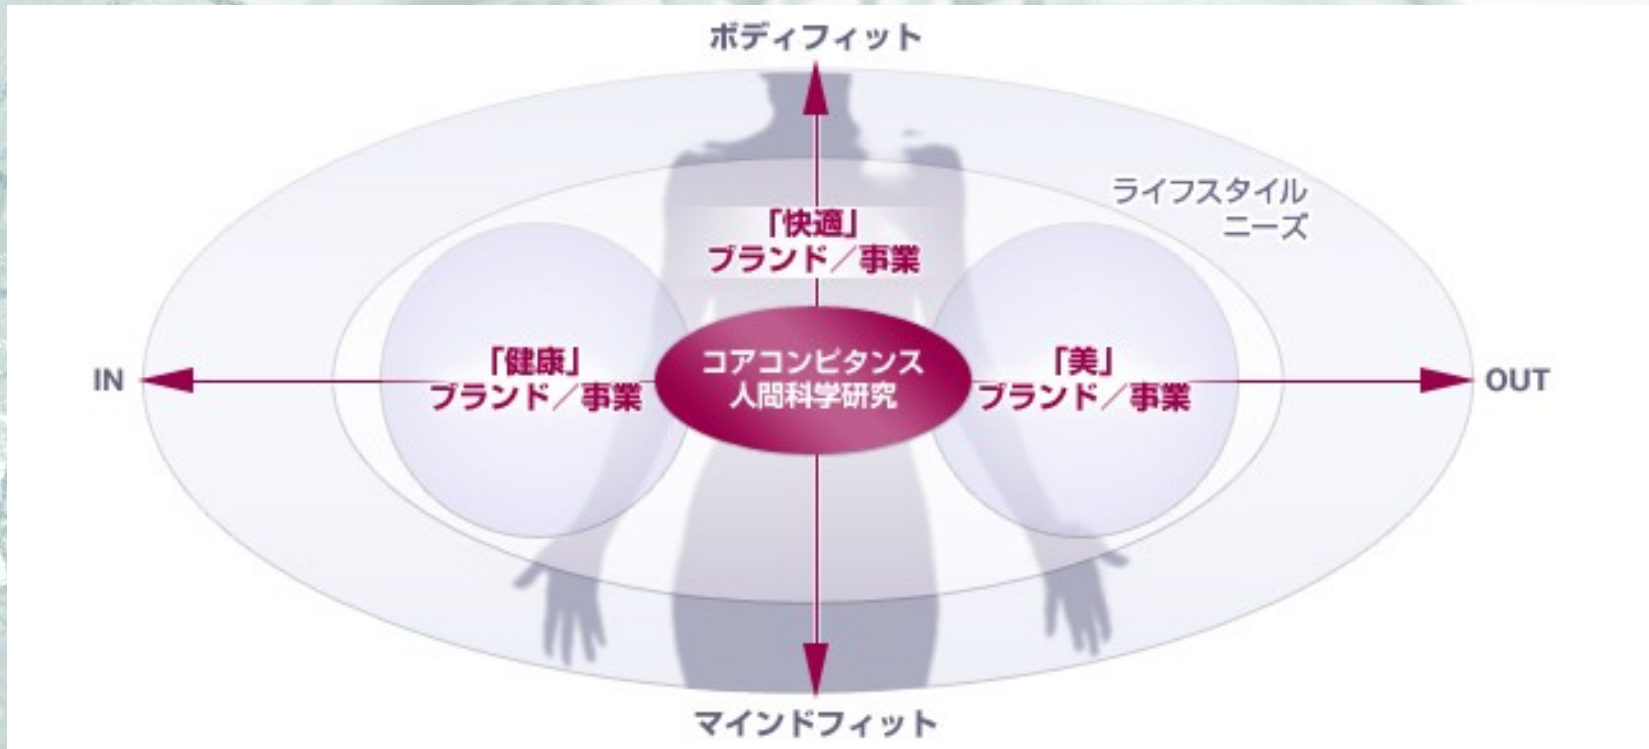 ボディフィット
ライフスタイル
ニーズ
「快適」
ブランド／事業
IN
「健康」
ブランド／事業
コアコンピタンス
人間科学研究
「美」
ブランド／事業
OUT
マインドフィット